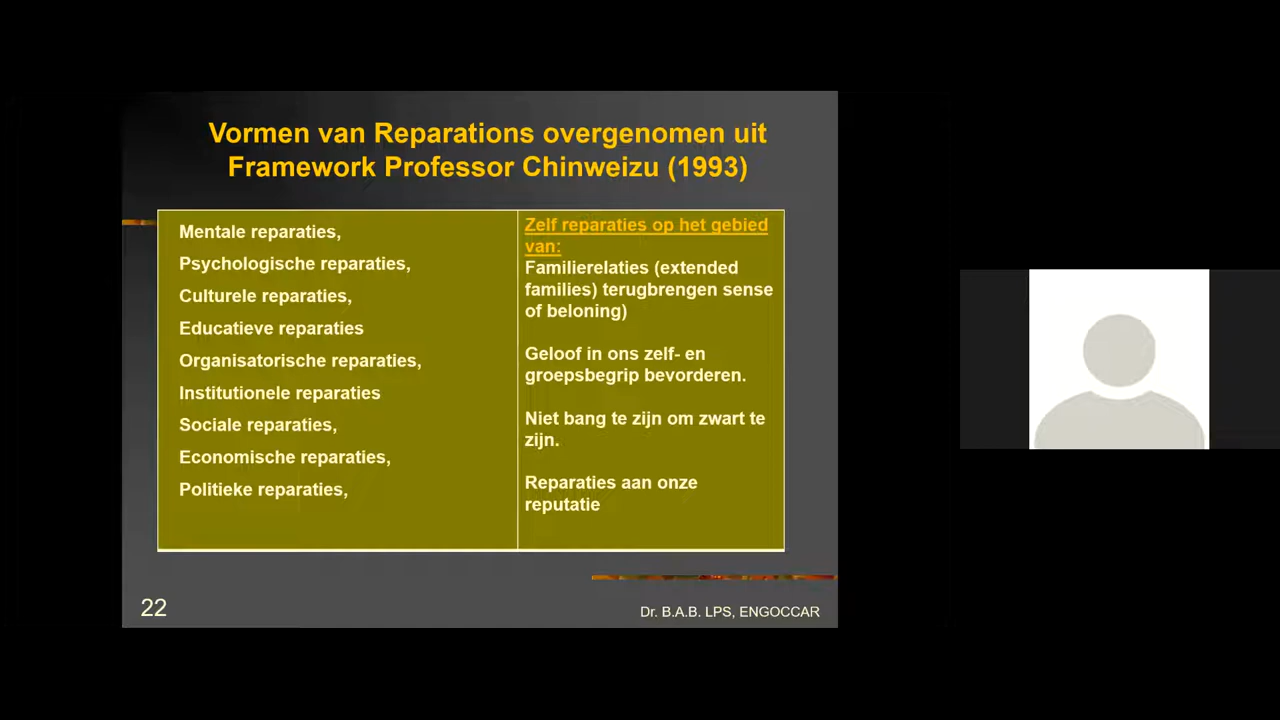 Vormen van Reparations overgenomen uit
Framework Professor Chinweizu (1993)
Mentale reparaties,
Psychologische reparaties,
Culturele reparaties,
Educatieve reparaties
Organisatorische reparaties,
Institutionele reparaties
Sociale reparaties,
Economische reparaties,
Politieke reparaties,
Zelf reparaties op het gebied
van:
Familierelaties (extended
families) terugbrengen sense
of beloning)
Geloof in ons zelf- en
groepsbegrip bevorderen.
Niet bang te zijn om zwart te
zijn.
Reparaties aan onze
reputatie
22
Dr. B.A.B. LPS, ENGOCCAR